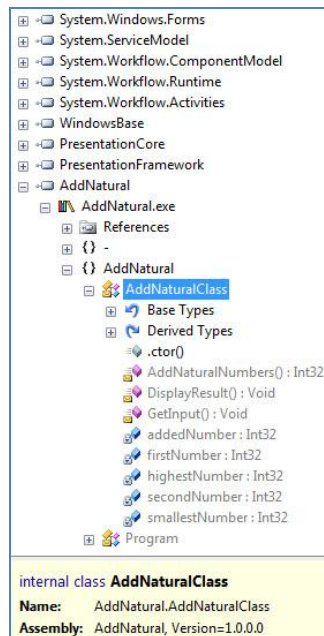 System.Windows.Forms
System.ServiceModel
System.Workflow.ComponentModel
System.Workflow.Runtime
System.Workflow.Activities
WindowsBase
PresentationCore
PresentationFramework
AddNatural
AddNatural.exe
References
{} -
{} AddNatural
AddNaturalClass
Base Types
Derived Types
.ctor()
AddNaturalNumbers() : Int32
DisplayResult() : Void
GetInput() : Void
addedNumber : Int32
firstNumber : Int32
highestNumber : Int32
secondNumber : Int32
smallestNumber : Int32
Program
internal class AddNaturalClass
Name: AddNatural.AddNaturalClass
Assembly: AddNatural, Version=1.0.0.0